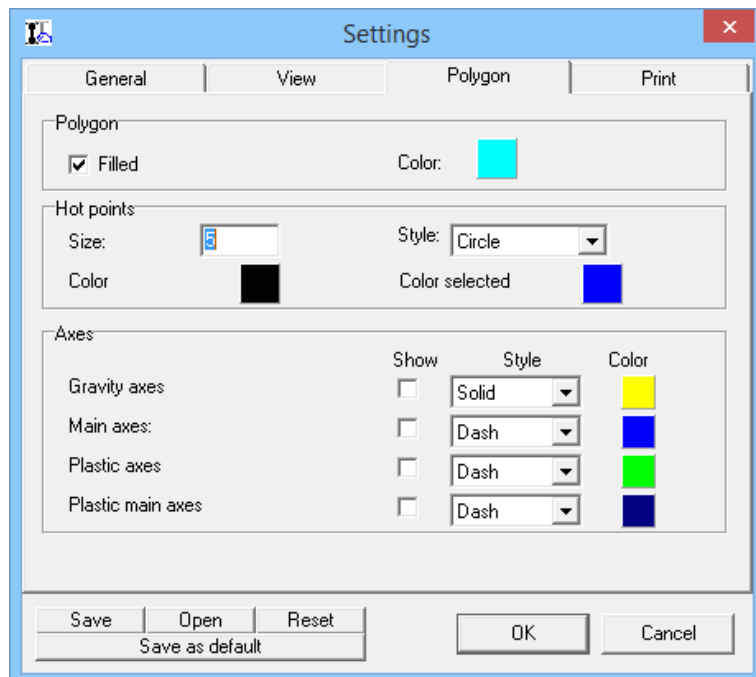 Settings
General View Polygon Print
Polygon
Filled Color:
Hot points
Size: 5 Style: Circle
Color Color selected
Axes
Show Style Color
Gravity axes Solid
Main axes: Dash
Plastic axes Dash
Plastic main axes Dash
Save Open Reset
Save as default
OK Cancel